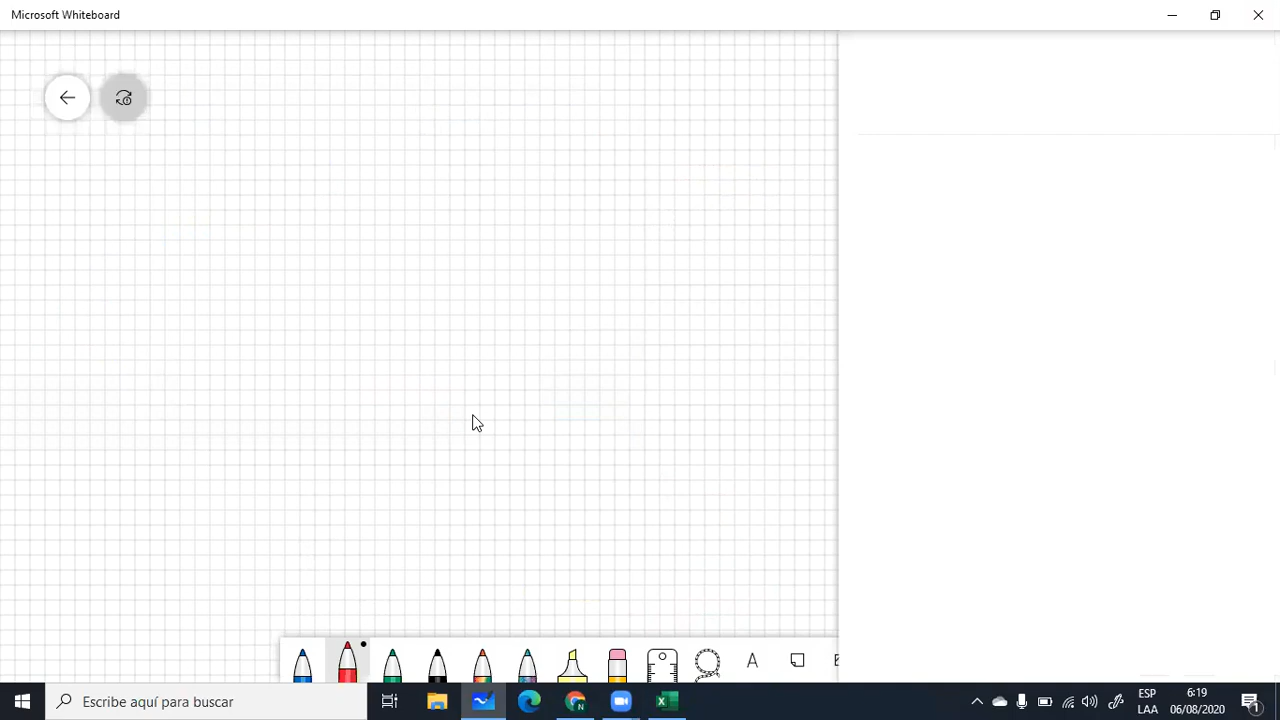 Microsoft Whiteboard
A
Escribe aquí para buscar
N
ESP
LAA
6:19
06/08/2020
1